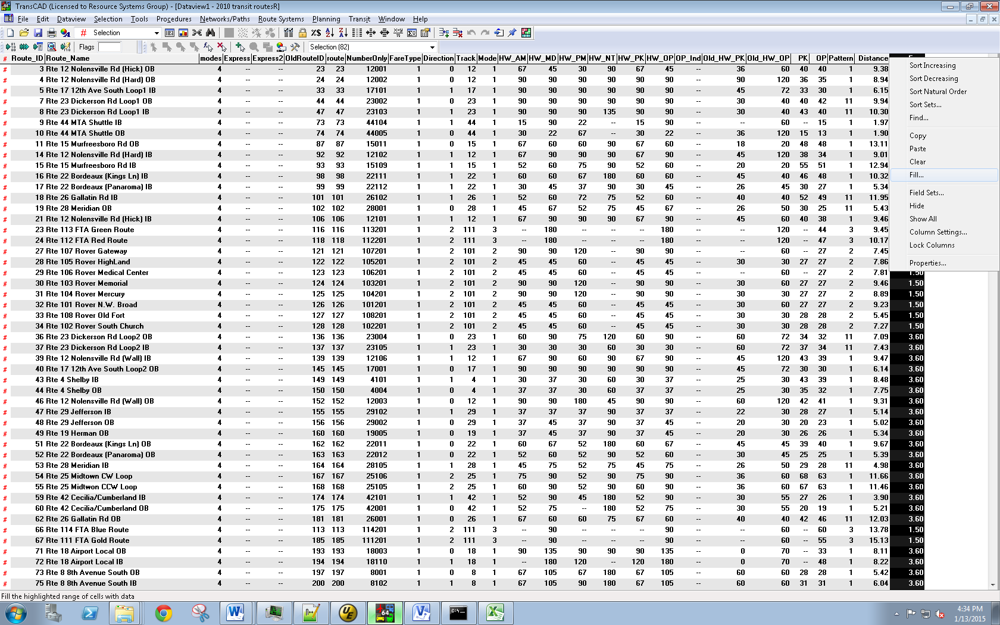 TransCAD (Licensed to Resource Systems Group) - [Dataview1 - 2010 transit routesR]
File Edit Dataview Selection Tools Procedures Networks/Paths Route Systems Planning Transit Window Help
# Selection
Flags Selection (82)
# Route_ID Route_Name modes Express Express2 OldRouteID route NumberOnly FareType Direction Track Mode HW_AM HW_MD HW_PM HW_NT HW_PK HW_OP OP_Ind Old_HW_PK Old_HW_OP PK OP Pattern Distance
# 3 Rte 12 Nolensville Rd (Hick) OB 4 -- -- 23 23 12001 1 0 12 1 67 45 30 90 67 45 -- 36 60 40 40 1 9.38
# 4 Rte 12 Nolensville Rd (Hard) OB 4 -- -- 24 24 12002 1 0 12 1 90 90 90 90 90 90 -- 90 120 36 35 1 8.94
# 5 Rte 17 12th Ave South Loop1 IB 4 -- -- 33 33 17101 1 1 17 1 90 90 90 90 90 90 -- 45 72 33 30 1 6.15
# 7 Rte 23 Dickerson Rd Loop1 OB 4 -- -- 44 44 23002 1 0 23 1 90 90 90 90 90 90 -- 30 40 40 42 11 9.94
# 8 Rte 23 Dickerson Rd Loop1 IB 4 -- -- 47 47 23103 1 1 23 1 90 90 90 135 90 90 -- 30 40 43 40 11 10.30
# 9 Rte 44 MTA Shuttle IB 4 -- -- 73 73 44104 1 1 44 1 15 90 22 -- 15 90 -- -- 60 -- 15 1 1.97
# 10 Rte 44 MTA Shuttle OB 4 -- -- 74 74 44005 1 0 44 1 30 22 67 -- 30 22 -- 36 120 15 13 1 1.90
# 11 Rte 15 Murfreesboro Rd OB 4 -- -- 87 87 15011 1 0 15 1 67 60 60 90 67 60 -- 18 20 48 48 1 13.11
# 14 Rte 12 Nolensville Rd (Hard) IB 4 -- -- 92 92 12102 1 1 12 1 67 90 90 90 67 90 -- 45 120 38 34 1 9.01
# 15 Rte 15 Murfreesboro Rd IB 4 -- -- 93 93 15109 1 1 15 1 52 60 75 90 52 60 -- 20 20 55 51 1 12.94
# 16 Rte 22 Bordeaux (Kings Ln) IB 4 -- -- 98 98 22111 1 1 22 1 60 60 67 180 60 60 -- 45 40 46 48 1 10.32
# 17 Rte 22 Bordeaux (Panaroma) IB 4 -- -- 99 99 22112 1 1 22 1 30 45 37 90 30 45 -- 26 45 30 27 1 5.34
# 18 Rte 26 Gallatin Rd IB 4 -- -- 101 101 26102 1 1 26 1 52 60 72 75 52 60 -- 40 40 52 49 11 11.95
# 19 Rte 28 Meridian OB 4 -- -- 102 102 28001 1 0 28 1 45 67 52 75 45 67 -- 26 50 30 25 11 5.43
# 21 Rte 12 Nolensville Rd (Hick) IB 4 -- -- 106 106 12101 1 1 12 1 67 90 90 90 67 90 -- 45 60 40 38 1 9.46
# 23 Rte 113 FTA Green Route 4 -- -- 116 116 113201 1 2 111 3 -- 180 -- -- -- 180 -- -- 120 -- 44 3 9.45
# 24 Rte 112 FTA Red Route 4 -- -- 118 118 112201 1 2 111 3 -- 180 -- -- -- 180 -- -- 120 -- 47 3 10.17
# 27 Rte 107 Rover Gateway 4 -- -- 121 121 107201 1 2 101 2 90 90 120 -- 90 90 -- -- 60 -- 27 2 7.45
# 28 Rte 105 Rover HighLand 4 -- -- 122 122 105201 1 2 101 2 45 45 60 -- 45 45 -- 30 30 27 27 2 7.86
# 29 Rte 106 Rover Medical Center 4 -- -- 123 123 106201 1 2 101 2 45 45 60 -- 45 45 -- -- 60 -- 27 2 7.81 1.50
# 30 Rte 103 Rover Memorial 4 -- -- 124 124 103201 1 2 101 2 90 90 120 -- 90 90 -- 30 60 27 27 2 9.46 1.50
# 31 Rte 104 Rover Mercury 4 -- -- 125 125 104201 1 2 101 2 90 90 120 -- 90 90 -- 30 30 27 27 2 8.89 1.50
# 32 Rte 101 Rover N.W. Broad 4 -- -- 126 126 101201 1 2 101 2 45 45 60 -- 45 45 -- 30 60 27 27 2 9.23 1.50
# 33 Rte 108 Rover Old Fort 4 -- -- 127 127 108201 1 2 101 2 45 45 60 -- 45 45 -- 30 30 28 28 2 5.45 1.50
# 34 Rte 102 Rover South Church 4 -- -- 128 128 102201 1 2 101 2 45 45 60 -- 45 45 -- 30 30 28 28 2 7.27 1.50
# 36 Rte 23 Dickerson Rd Loop2 OB 4 -- -- 136 136 23004 1 0 23 1 60 90 75 120 60 90 -- 60 72 34 32 11 7.09 3.60
# 37 Rte 23 Dickerson Rd Loop2 IB 4 -- -- 137 137 23105 1 1 23 1 30 30 30 60 30 30 -- 60 72 37 34 11 7.43 3.60
# 39 Rte 12 Nolensville Rd (Wall) IB 4 -- -- 139 139 12106 1 1 12 1 67 90 60 90 67 90 -- 45 120 43 39 1 9.47 3.60
# 40 Rte 17 12th Ave South Loop2 OB 4 -- -- 145 145 17001 1 0 17 1 90 90 90 90 90 90 -- 45 72 30 30 1 6.14 3.60
# 43 Rte 4 Shelby IB 4 -- -- 149 149 4101 1 1 4 1 30 37 30 60 30 37 -- 25 30 43 39 1 8.48 3.60
# 44 Rte 4 Shelby OB 4 -- -- 150 150 4004 1 0 4 1 37 37 30 60 37 37 -- 25 30 35 32 1 7.75 3.60
# 46 Rte 12 Nolensville Rd (Wall) OB 4 -- -- 152 152 12003 1 0 12 1 90 90 180 45 90 90 -- 60 120 42 41 1 9.31 3.60
# 47 Rte 29 Jefferson IB 4 -- -- 155 155 29102 1 1 29 1 37 37 37 90 37 37 -- 22 30 28 27 1 5.14 3.60
# 48 Rte 29 Jefferson OB 4 -- -- 156 156 29002 1 0 29 1 37 45 37 90 37 45 -- 20 30 20 23 1 5.02 3.60
# 49 Rte 19 Herman OB 4 -- -- 160 160 19005 1 0 19 1 37 45 37 90 37 45 -- 20 30 26 26 1 5.34 3.60
# 51 Rte 22 Bordeaux (Kings Ln) OB 4 -- -- 162 162 22011 1 0 22 1 60 67 52 180 60 67 -- 45 45 39 40 1 9.67 3.60
# 52 Rte 22 Bordeaux (Panaroma) OB 4 -- -- 163 163 22012 1 0 22 1 52 60 52 90 52 60 -- 30 45 25 25 1 5.39 3.60
# 53 Rte 28 Meridian IB 4 -- -- 164 164 28105 1 1 28 1 45 75 52 75 45 75 -- 26 50 29 28 11 4.98 3.60
# 54 Rte 25 Midtown CW Loop 4 -- -- 167 167 25106 1 2 25 1 75 90 52 90 75 90 -- 36 60 68 63 1 11.66 3.60
# 55 Rte 25 Midtwon CCW Loop 4 -- -- 168 168 25105 1 2 25 1 60 90 52 90 60 90 -- 36 60 67 63 1 11.46 3.60
# 59 Rte 42 Cecilia/Cumberland IB 4 -- -- 174 174 42101 1 1 42 1 52 90 45 180 52 90 -- 30 55 27 26 1 3.90 3.60
# 60 Rte 42 Cecilia/Cumberland OB 4 -- -- 175 175 42001 1 0 42 1 52 75 -- 180 52 75 -- 30 55 20 19 1 5.21 3.60
# 62 Rte 26 Gallatin Rd OB 4 -- -- 181 181 26001 1 0 26 1 67 60 60 75 67 60 -- 40 40 42 46 11 12.03 3.60
# 66 Rte 114 FTA Blue Route 4 -- -- 113 113 114201 1 2 111 3 -- 90 -- -- -- 90 -- -- 60 -- 60 3 13.78 1.50
# 67 Rte 111 FTA Gold Route 4 -- -- 185 185 111201 1 2 111 3 -- 90 -- -- -- 90 -- -- 60 -- 55 3 15.13 1.50
# 71 Rte 18 Airport Local OB 4 -- -- 193 193 18003 1 0 18 1 90 135 90 90 90 135 -- 0 70 -- 33 1 8.11 3.60
# 72 Rte 18 Airport Local IB 4 -- -- 194 194 18110 1 1 18 1 -- 180 120 -- 120 180 -- 0 70 -- 48 1 8.22 3.60
# 73 Rte 8 8th Avenue South OB 4 -- -- 197 197 8001 1 0 8 1 67 105 67 180 67 105 -- 60 60 28 28 1 5.42 3.60
# 75 Rte 8 8th Avenue South IB 4 -- -- 200 200 8102 1 1 8 1 67 105 90 180 67 105 -- 60 60 31 31 1 6.04 3.60
Sort Increasing
Sort Decreasing
Sort Natural Order
Sort Sets...
Find...
Copy
Paste
Clear
Fill...
Field Sets...
Hide
Show All
Column Settings...
Lock Columns
Properties...
Fill the highlighted range of cells with data
4:34 PM
1/13/2015